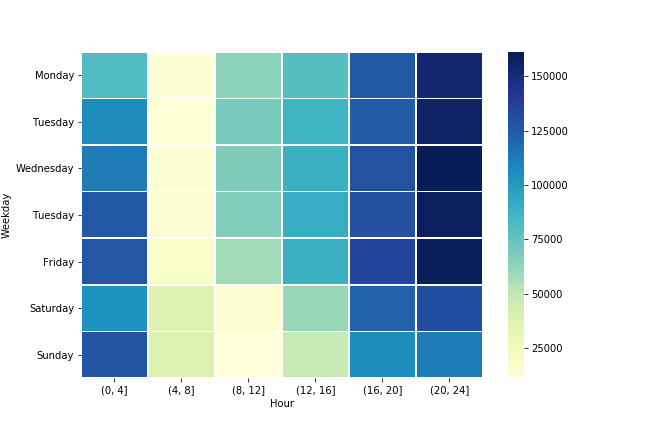 Monday
Tuesday
Wednesday
Tuesday
Friday
Saturday
Sunday
Weekday
(0, 4]
(4, 8]
(8, 12]
(12, 16]
(16, 20]
(20, 24]
Hour
150000
125000
100000
75000
50000
25000